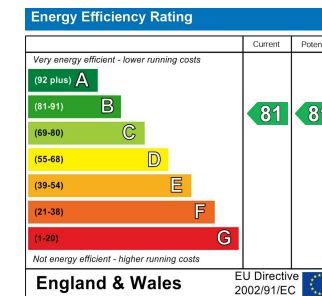 Energy Efficiency Rating
Current
Very energy efficient - lower running costs
(92 plus) A
(81-91) B
81
(69-80) C
(55-68) D
(39-54) E
(21-38) F
(1-20) G
Not energy efficient - higher running costs
England & Wales
EU Directive
2002/91/EC